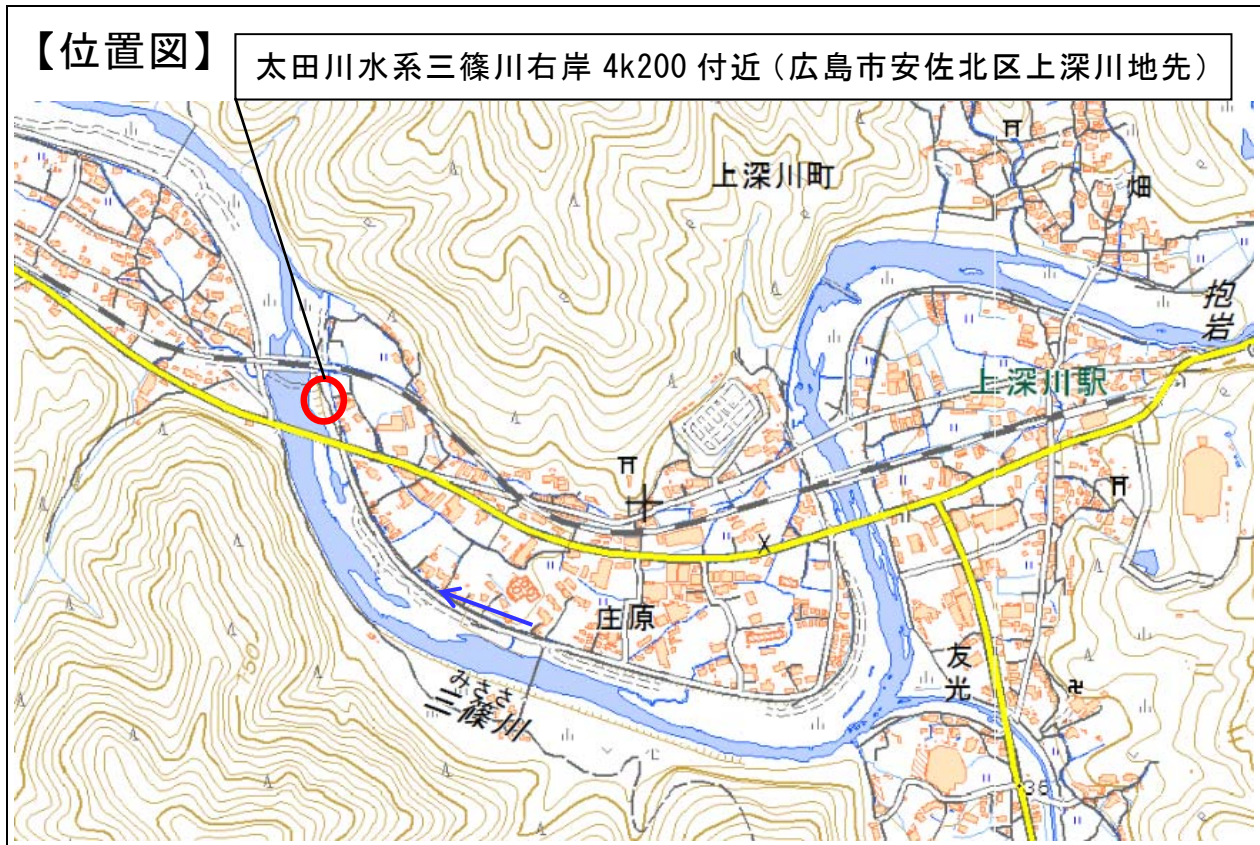 【位置図】
太田川水系三篠川右岸 4k200 付近（広島市安佐北区上深川地先）
上深川町
畑
抱岩
上深川駅
庄原
友光
みささ
三篠川
150